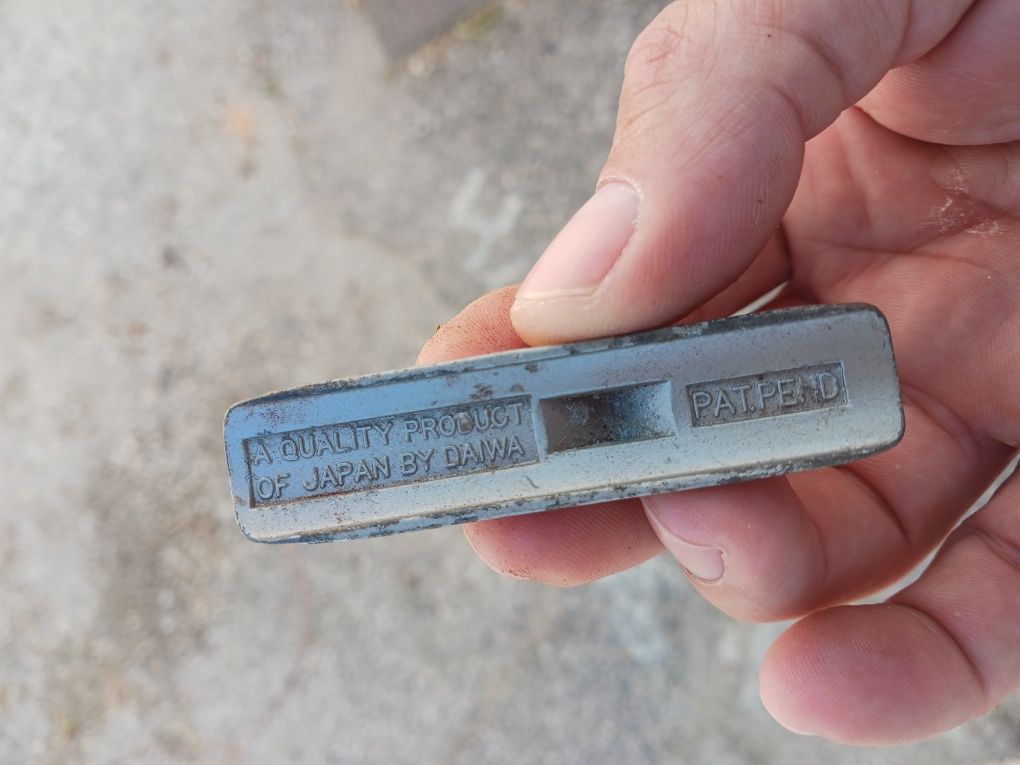 A QUALITY PRODUCT
OF JAPAN BY DAIWA
PAT.PEND